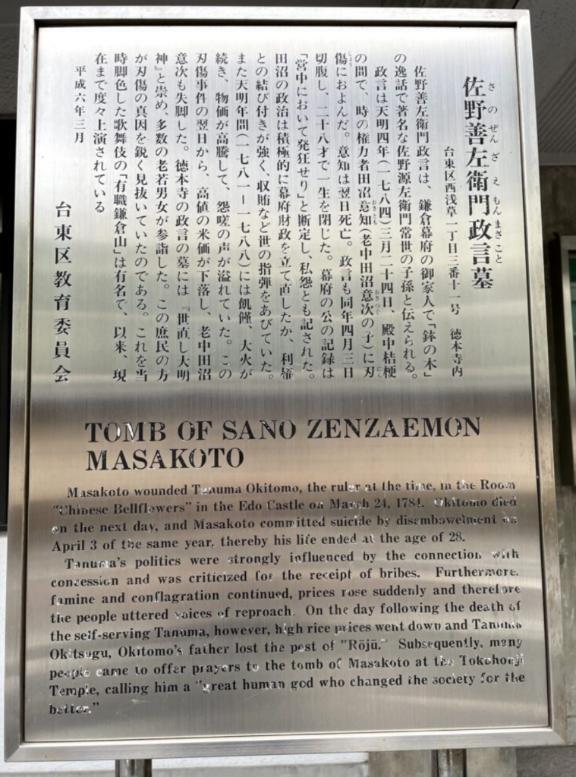 佐野善左衛門政言墓
さのぜんざえもんまさこと
台東区西浅草一丁目三番十一号 徳本寺内
佐野善左衛門政言は、鎌倉幕府の御家人で「鉢の木」
の逸話で著名な佐野源左衛門常世の子孫と伝えられる。
政言は天明四年(一七八四)三月二十四日、殿中桔梗
の間で、時の権力者田沼意知(老中田沼意次の子)に刃
傷におよんだ。意知は翌日死亡。政言も同年四月三日
切腹し、二十八才で一生を閉じた。幕府の公の記録は
「営中において発狂せり」と断定し、私怨とも記された。
田沼の政治は積極的に幕府財政を立て直したか、利権
との結び付きが強く、収賄など世の指弾をあびていた。
また天明年間(一七八一ー一七八八)には飢饉、大火が
続き、物価が高騰して、怨嗟の声が溢れていた。この
刃傷事件の翌日から、高値の米価が下落し、老中田沼
意次も失脚した。徳本寺の政言の墓には『世直し大明
神』と崇め、多数の老若男女が参詣した。この庶民の方
が刃傷の真因を鋭く見抜いていたのである。これを当
時脚色した歌舞伎の「有職鎌倉山」は有名で、以来、現
在まで度々上演されている
平成六年三月
台東区教育委員会
TOMB OF SANO ZENZAEMON
MASAKOTO
Masakoto wounded Tanuma Okitomo, the ruler at the time, in the Room
"Chinese Bellflowers" in the Edo Castle on March 24, 1784. Okitomo died
on the next day, and Masakoto committed suicide by disembowelment on
April 3 of the same year, thereby his life ended at the age of 28.
Tanuma's politics were strongly influenced by the connection with
concession and was criticized for the receipt of bribes. Furthermore,
famine and conflagration continued, prices rose suddenly and therefore
the people uttered voices of reproach. On the day following the death of
the self-serving Tanuma, however, high rice prices went down and Tanuma
Okitsugu, Okitomo's father lost the post of "Rōjū." Subsequently, many
people came to offer prayers to the tomb of Masakoto at the Tokohonji
Temple, calling him a "great human god who changed the society for the
better."